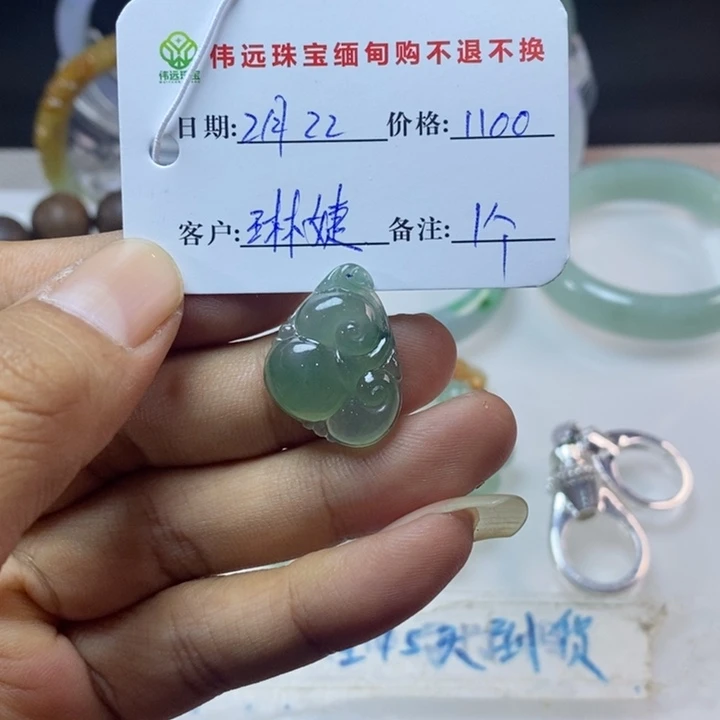 伟远珠宝
伟远珠宝缅甸购不退不换
日期:2月22 价格:1100
客户:琳婕 备注:1个
15天到货